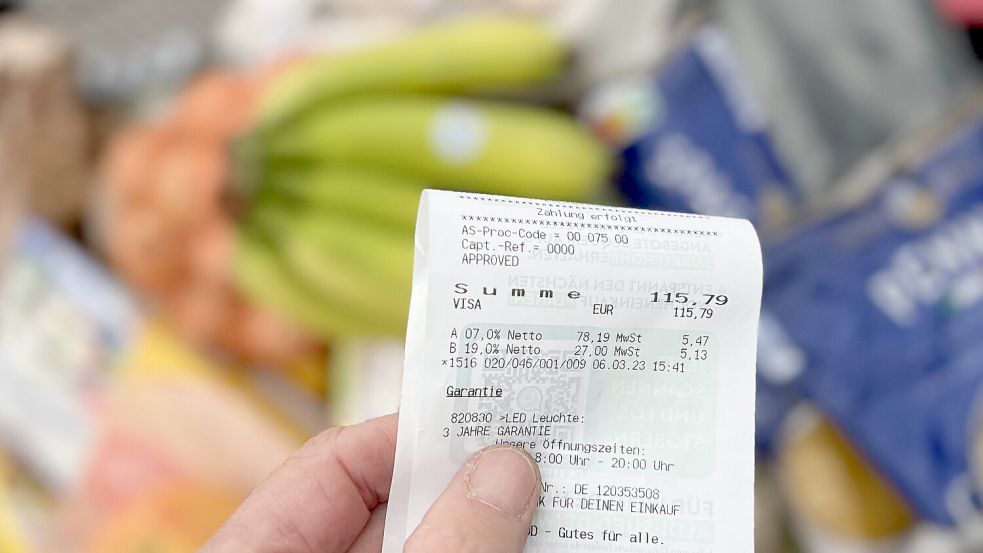 ****************************************
Zahlung erfolgt
****************************************
AS-Proc-Code = 00 075 00
Capt.-Ref.= 0000
APPROVED
Summe 115,79
VISA EUR 115,79
A 07,0% Netto 78,19 MwSt 5,47
B 19,0% Netto 27,00 MwSt 5,13
*1516 020/046/001/009 06.03.23 15:41
Garantie
820830 >LED Leuchte:
3 JAHRE GARANTIE
Unsere Öffnungszeiten:
8:00 Uhr - 20:00 Uhr
Nr.: DE 120353508
FÜR DEINEN EINKAUF
- Gutes für alle.